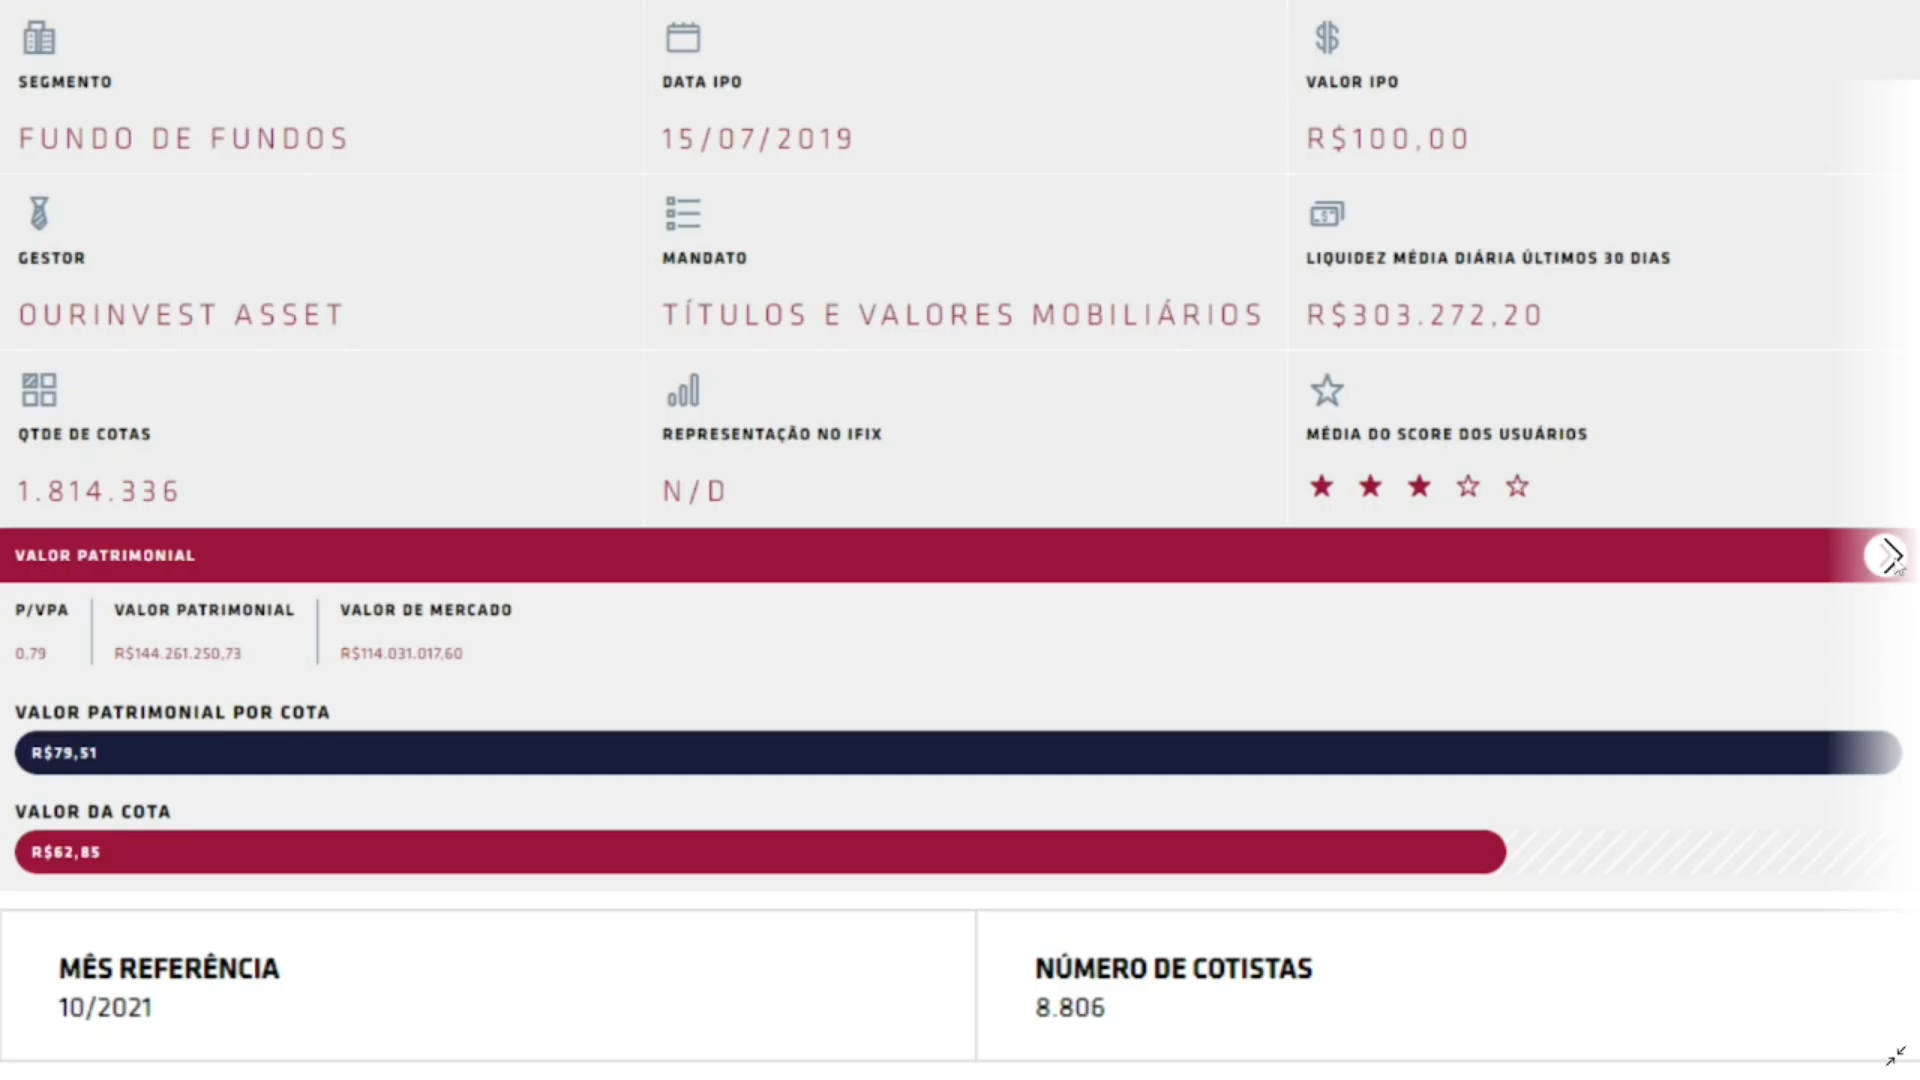 SEGMENTO
FUNDO DE FUNDOS
DATA IPO
15/07/2019
VALOR IPO
R$100,00
GESTOR
OURINVEST ASSET
MANDATO
TÍTULOS E VALORES MOBILIÁRIOS
LIQUIDEZ MÉDIA DIÁRIA ÚLTIMOS 30 DIAS
R$303.272,20
QTDE DE COTAS
1.814.336
REPRESENTAÇÃO NO IFIX
N/D
MÉDIA DO SCORE DOS USUÁRIOS
VALOR PATRIMONIAL
P/VPA
0,79
VALOR PATRIMONIAL
R$144.261.250,73
VALOR DE MERCADO
R$114.031.017,60
VALOR PATRIMONIAL POR COTA
R$79,51
VALOR DA COTA
R$62,85
MÊS REFERÊNCIA
10/2021
NÚMERO DE COTISTAS
8.806